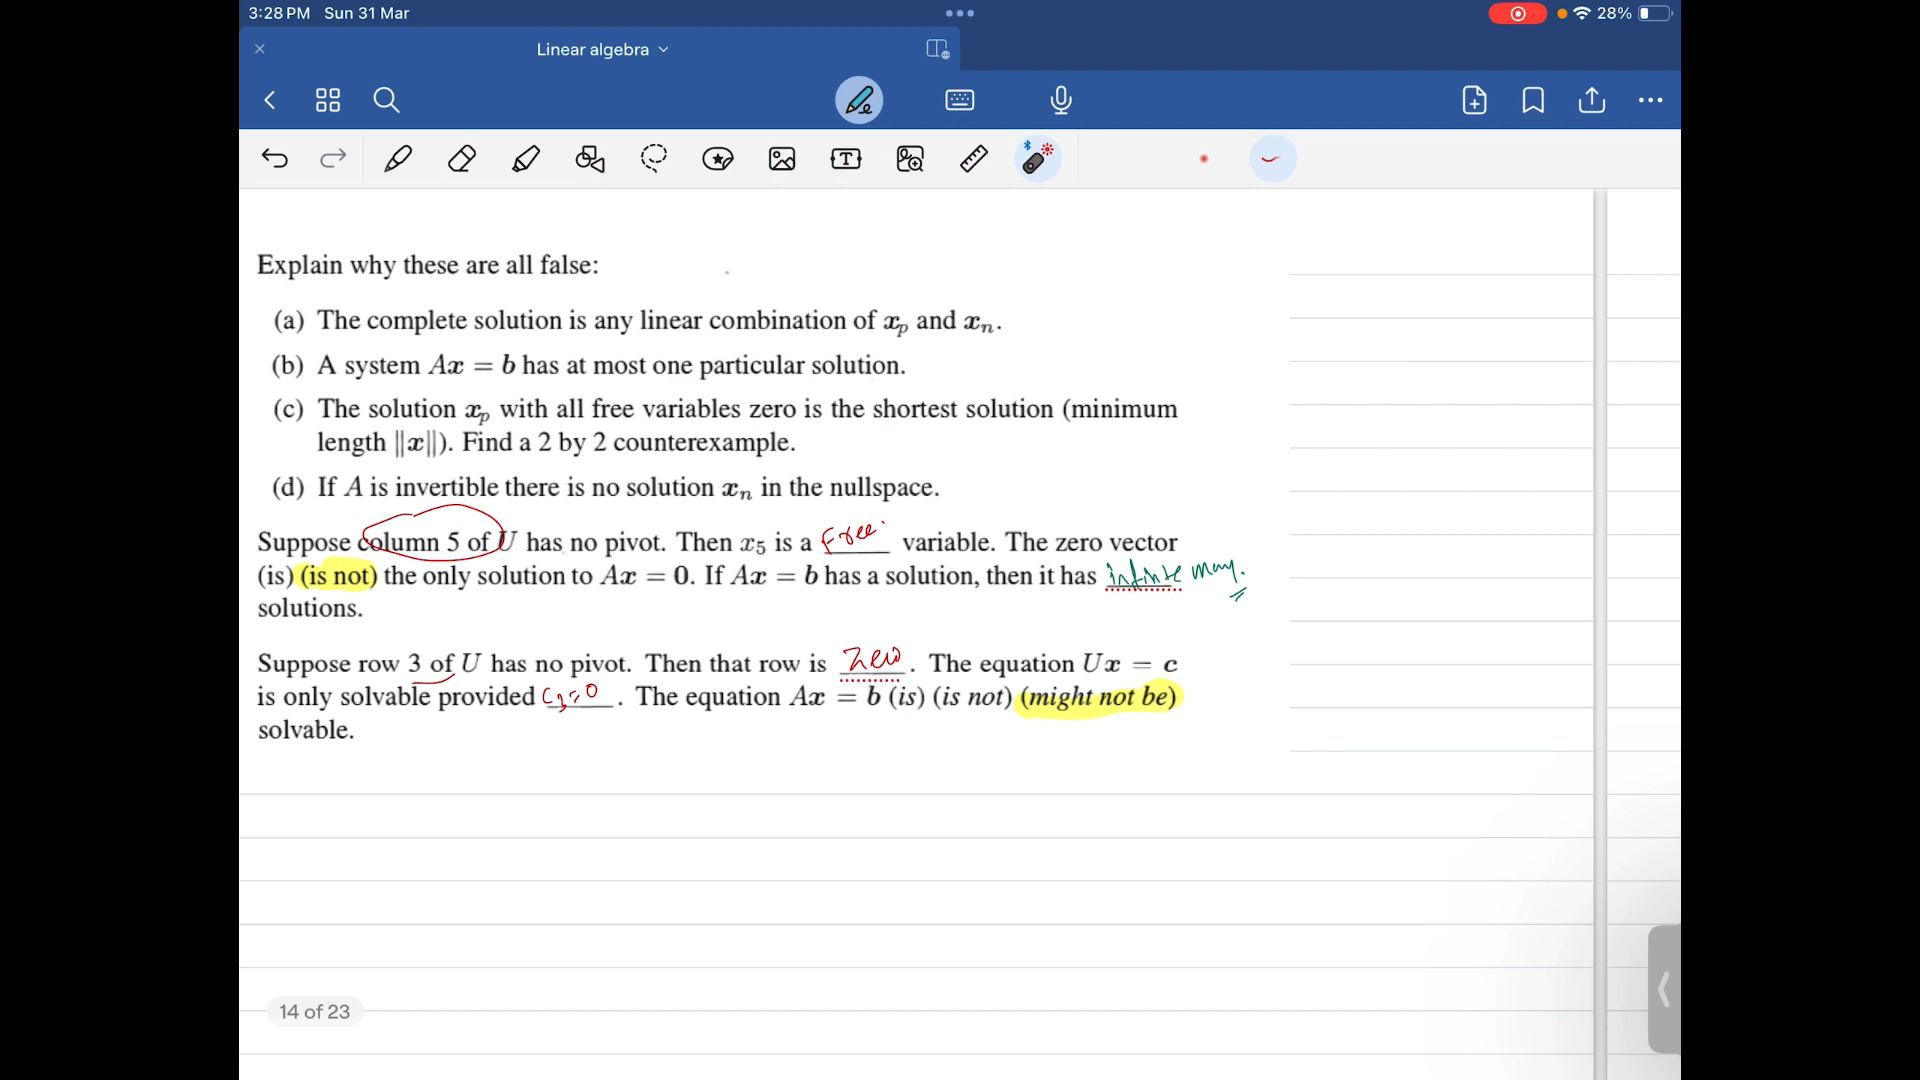 3:28 PM Sun 31 Mar
28%
Linear algebra
Explain why these are all false:
(a) The complete solution is any linear combination of xₚ and xₙ.
(b) A system Ax = b has at most one particular solution.
(c) The solution xₚ with all free variables zero is the shortest solution (minimum
length ||x||). Find a 2 by 2 counterexample.
(d) If A is invertible there is no solution xₙ in the nullspace.
Suppose column 5 of U has no pivot. Then x₅ is a Free variable. The zero vector
(is) (is not) the only solution to Ax = 0. If Ax = b has a solution, then it has infinite many.
solutions.
Suppose row 3 of U has no pivot. Then that row is Zero. The equation Ux = c
is only solvable provided c₃=0. The equation Ax = b (is) (is not) (might not be)
solvable.
14 of 23